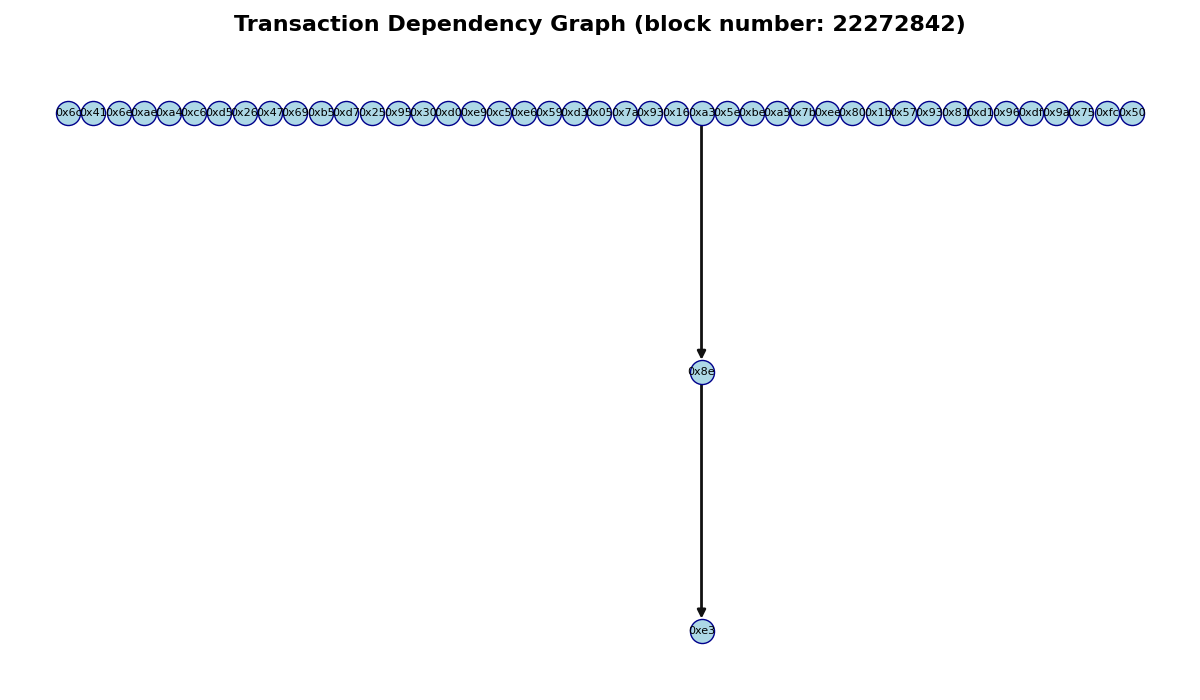 Transaction Dependency Graph (block number: 22272842)
0x41 0x6e 0xae 0xa4 0xc6 0xd5 0x26 0x47 0x69 0xb5 0xd7 0x25 0x95 0x30 0xd0 0xe9 0xc5 0xe6 0x59 0xd3 0x05 0x7a 0x93 0x16 0xa3 0x5e 0xbe 0xa5 0x7b 0xee 0x80 0x1b 0x57 0x93 0x81 0xd1 0x96 0xdf 0x9a 0x75 0xfc 0x50
0x8e
0xe3